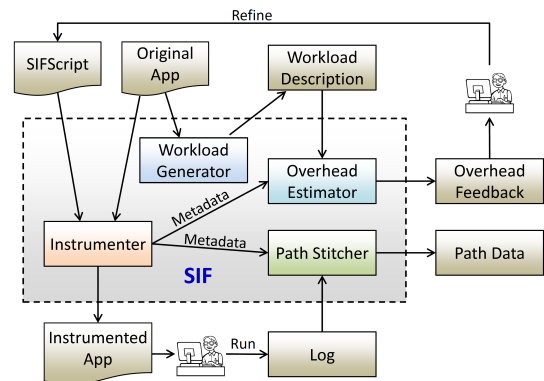 Refine
SIFScript
Original
App
Workload
Description
Workload
Generator
Overhead
Estimator
Overhead
Feedback
Metadata
Instrumenter
Metadata
Path Stitcher
Path Data
SIF
Instrumented
App
Run
Log